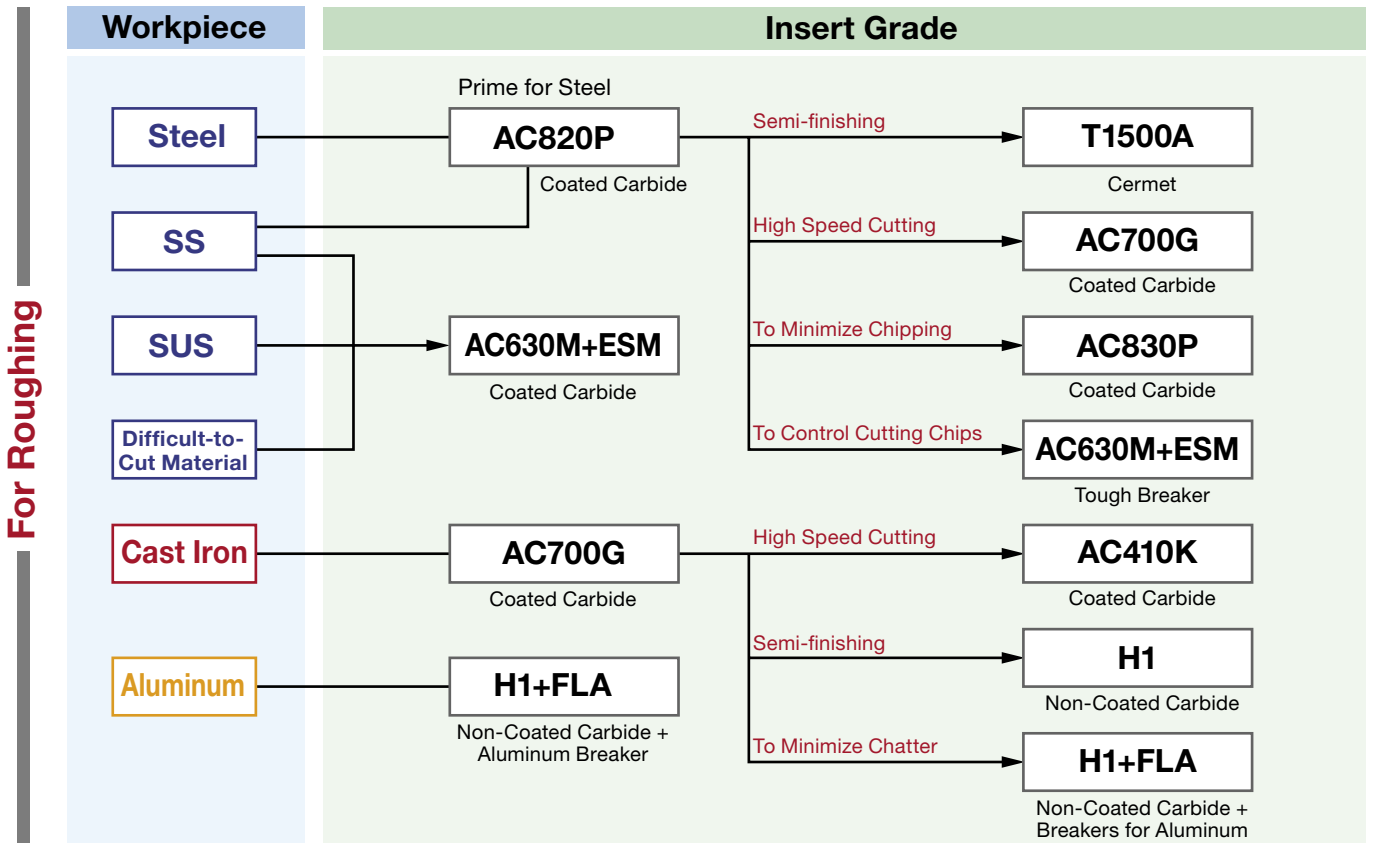 For Roughing
Workpiece
Insert Grade
Prime for Steel
Steel
AC820P
Coated Carbide
Semi-finishing
T1500A
Cermet
SS
High Speed Cutting
AC700G
Coated Carbide
SUS
AC630M+ESM
Coated Carbide
To Minimize Chipping
AC830P
Coated Carbide
Difficult-to-
Cut Material
To Control Cutting Chips
AC630M+ESM
Tough Breaker
Cast Iron
AC700G
Coated Carbide
High Speed Cutting
AC410K
Coated Carbide
Aluminum
H1+FLA
Non-Coated Carbide +
Aluminum Breaker
Semi-finishing
H1
Non-Coated Carbide
To Minimize Chatter
H1+FLA
Non-Coated Carbide +
Breakers for Aluminum